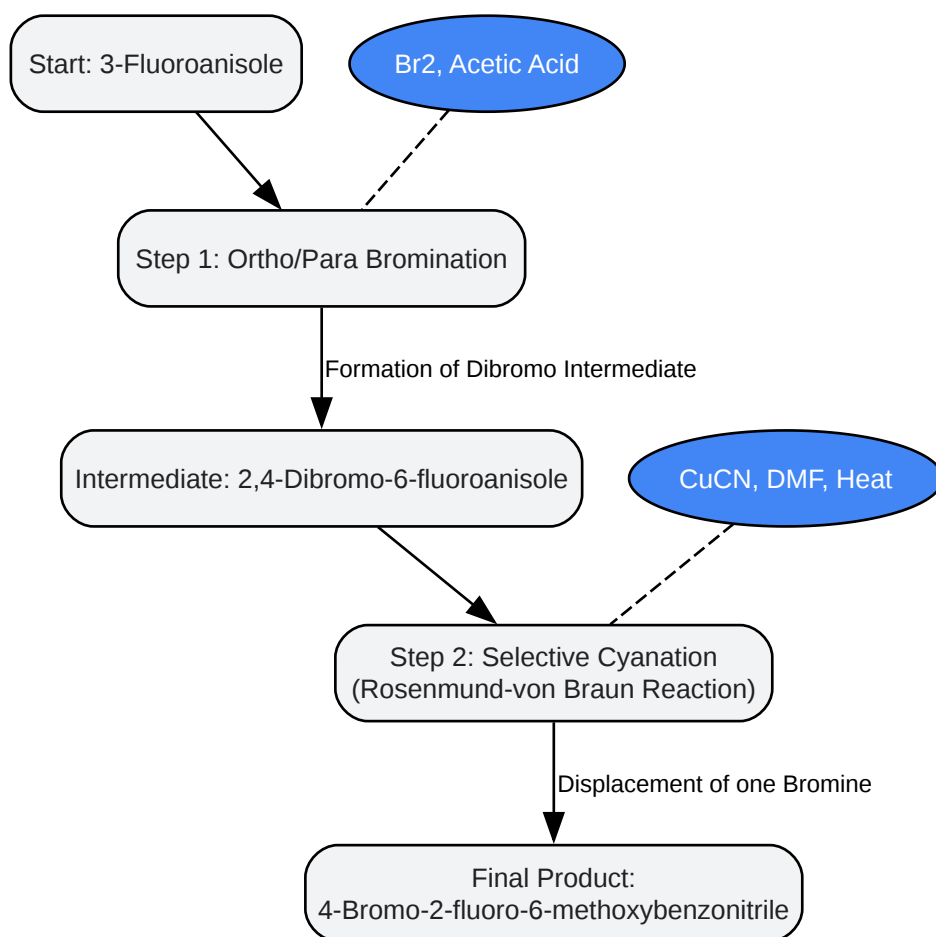 Start: 3-Fluoroanisole
Br2, Acetic Acid
Step 1: Ortho/Para Bromination
Formation of Dibromo Intermediate
Intermediate: 2,4-Dibromo-6-fluoroanisole
CuCN, DMF, Heat
Step 2: Selective Cyanation
(Rosenmund-von Braun Reaction)
Displacement of one Bromine
Final Product:
4-Bromo-2-fluoro-6-methoxybenzonitrile